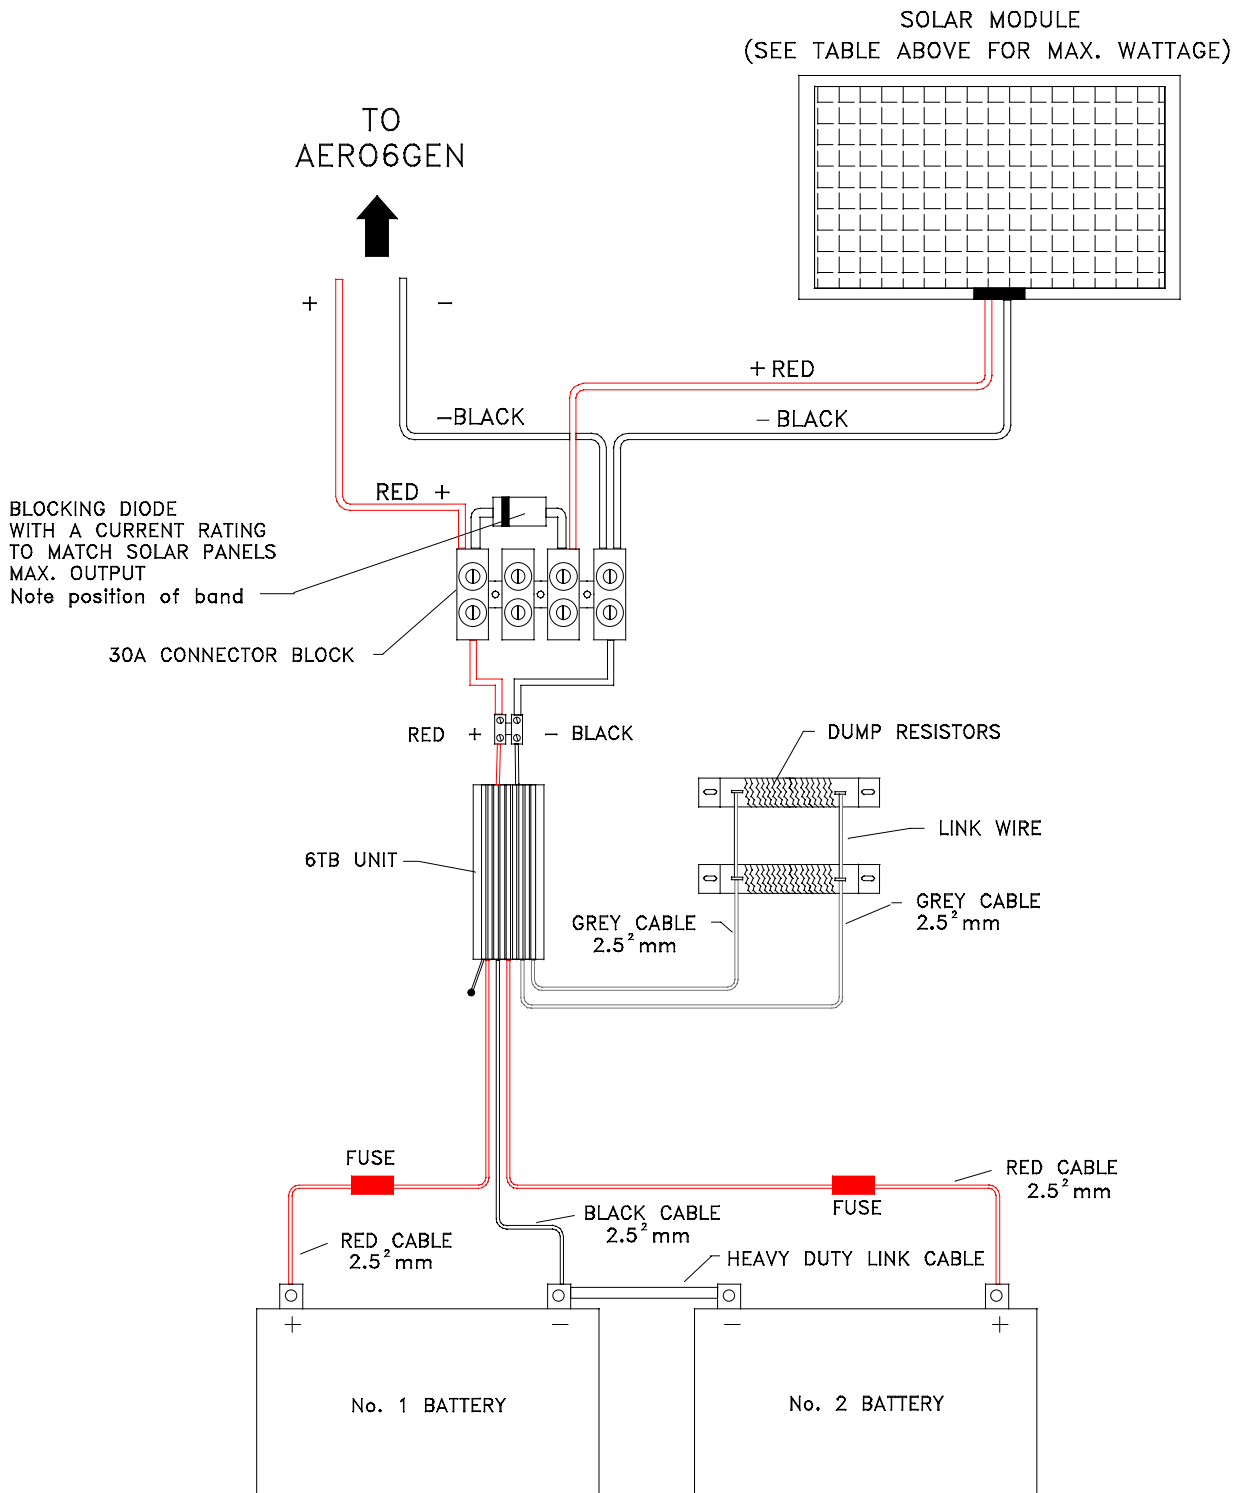 SOLAR MODULE
(SEE TABLE ABOVE FOR MAX. WATTAGE)
TO
AERO6GEN
+
−
+ RED
−BLACK
− BLACK
RED +
BLOCKING DIODE
WITH A CURRENT RATING
TO MATCH SOLAR PANELS
MAX. OUTPUT
Note position of band
30A CONNECTOR BLOCK
RED +
− BLACK
DUMP RESISTORS
LINK WIRE
6TB UNIT
GREY CABLE
2.5²mm
GREY CABLE
2.5²mm
FUSE
RED CABLE
2.5²mm
FUSE
BLACK CABLE
2.5²mm
RED CABLE
2.5²mm
HEAVY DUTY LINK CABLE
+
−
−
+
No. 1 BATTERY
No. 2 BATTERY